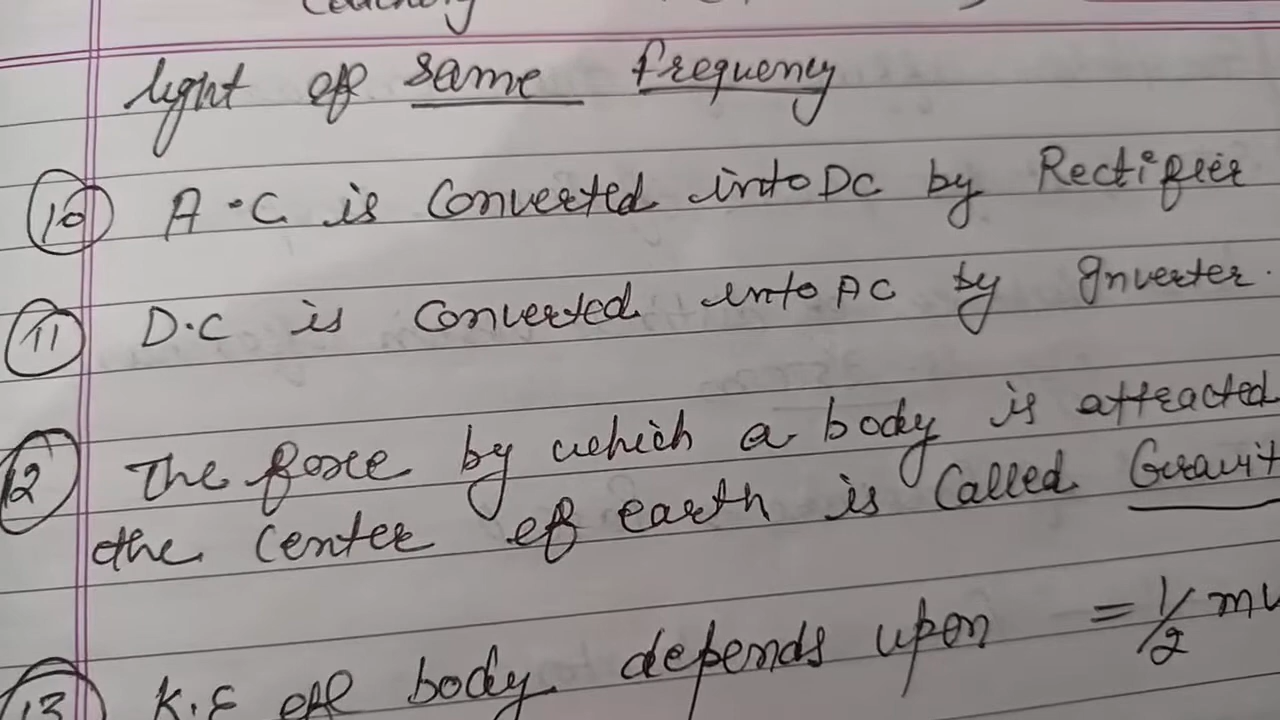 light of same frequency
10 A.C is Converted into DC by Rectifier
11 D.C is Converted into AC by Inverter.
12 The force by which a body is attracted
the center of earth is Called Gravit
13 K.E of body depends upon = 1/2 mv